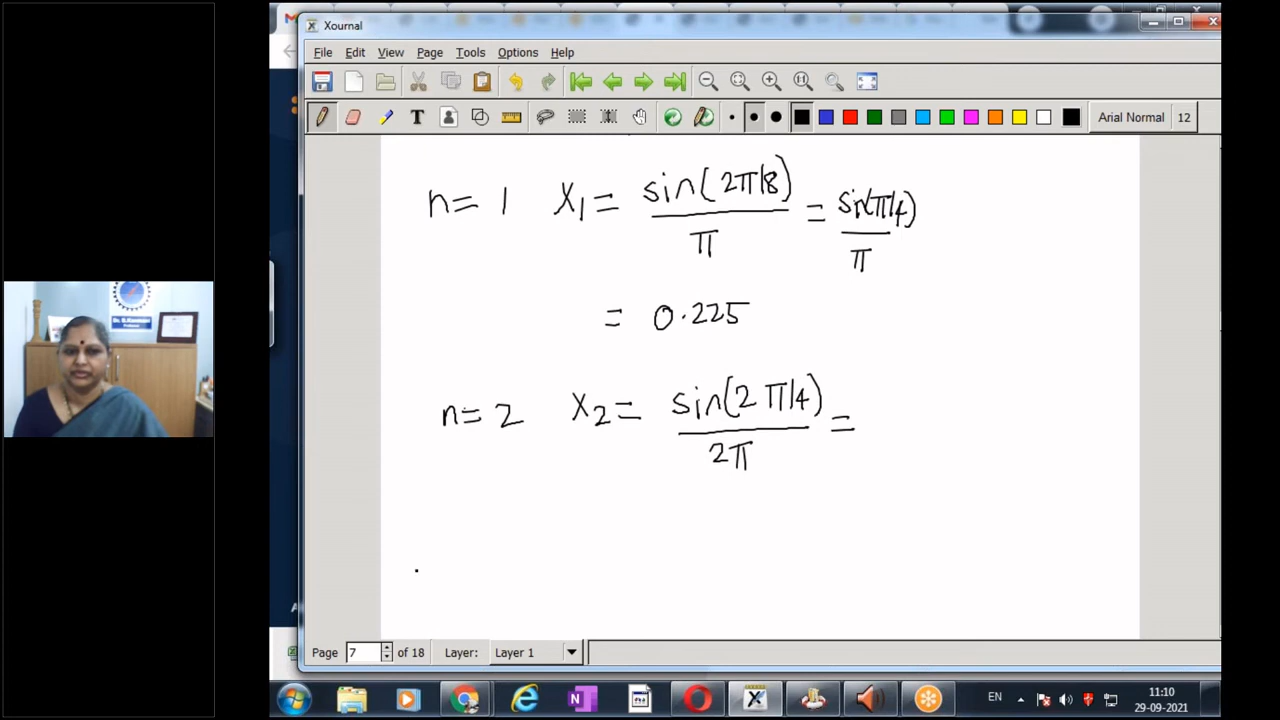 Xournal
File Edit View Page Tools Options Help
Arial Normal 12
n= 1 X₁ = sin(2π/8) / π = sin(π/4) / π
= 0.225
n= 2 X₂ = sin(2π/4) / 2π =
Page 7 of 18 Layer: Layer 1
EN 11:10
29-09-2021